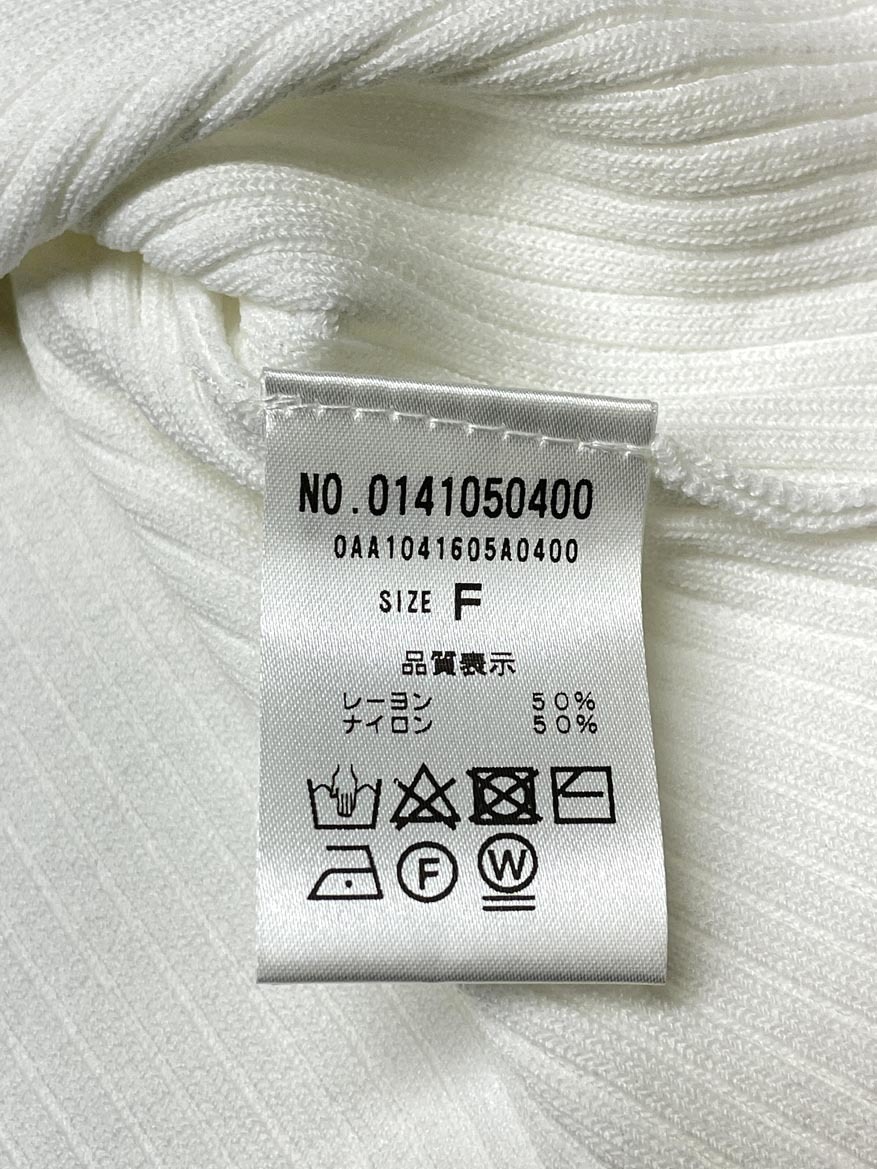 NO.0141050400
0AA1041605A0400
SIZE F
品質表示
レーヨン 50%
ナイロン 50%
F W